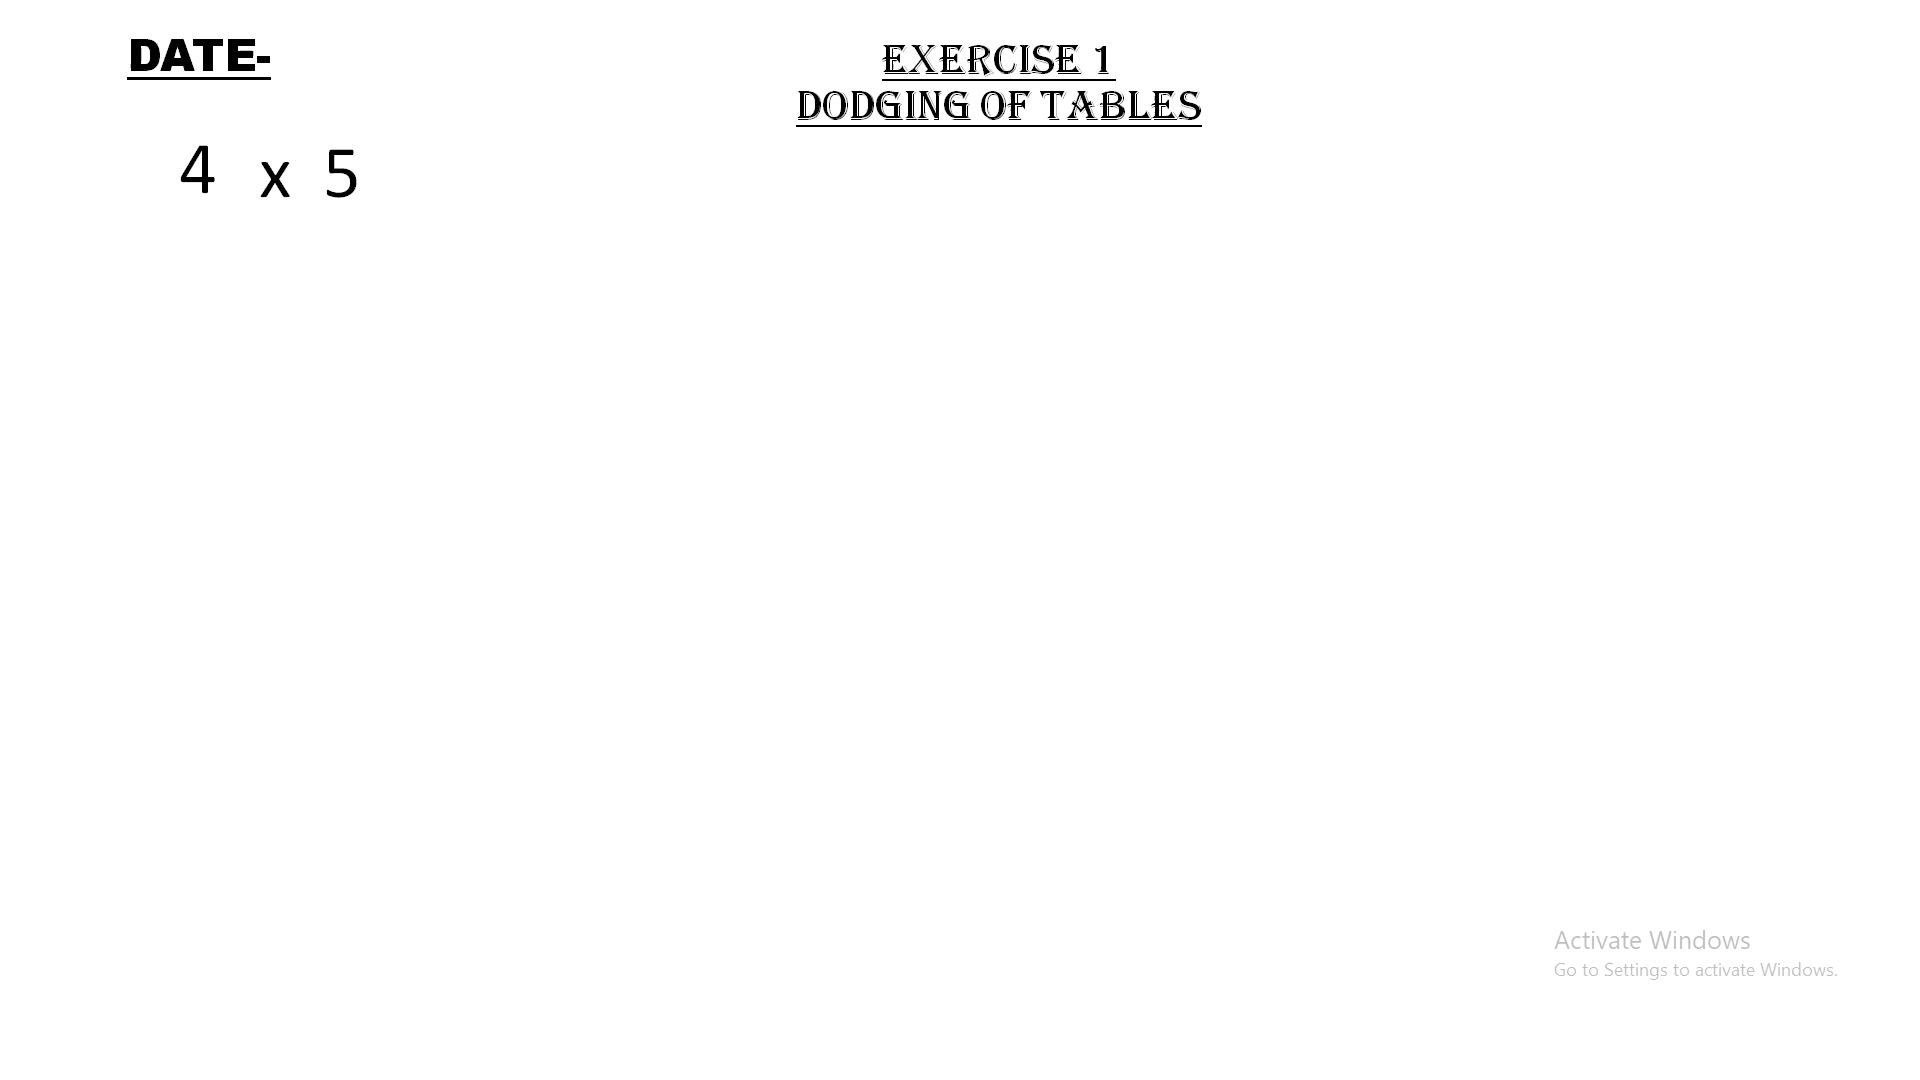 DATE-
EXERCISE 1
DODGING OF TABLES
4 x 5
Activate Windows
Go to Settings to activate Windows.